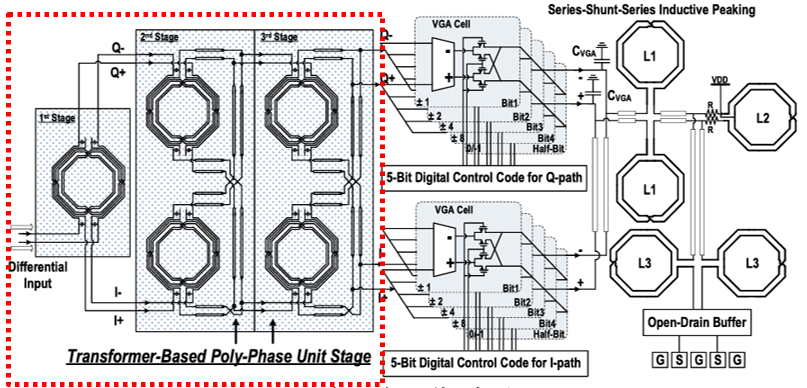 Series-Shunt-Series Inductive Peaking
2nd Stage
3rd Stage
1st Stage
Q-
Q+
Differential
Input
I-
I+
Transformer-Based Poly-Phase Unit Stage
Q-
Q+
VGA Cell
-
+
± 1
± 2
± 4
± 8
0/-1
Bit1
Bit2
Bit3
Bit4
Half-Bit
5-Bit Digital Control Code for Q-path
CVGA
-
CVGA
+
I-
I+
VGA Cell
-
+
± 1
± 2
± 4
± 8
0/-1
Bit1
Bit2
Bit3
Bit4
Half-Bit
5-Bit Digital Control Code for I-path
-
+
L1
VDD
R
R
L2
L1
L3
L3
Open-Drain Buffer
G S G S G